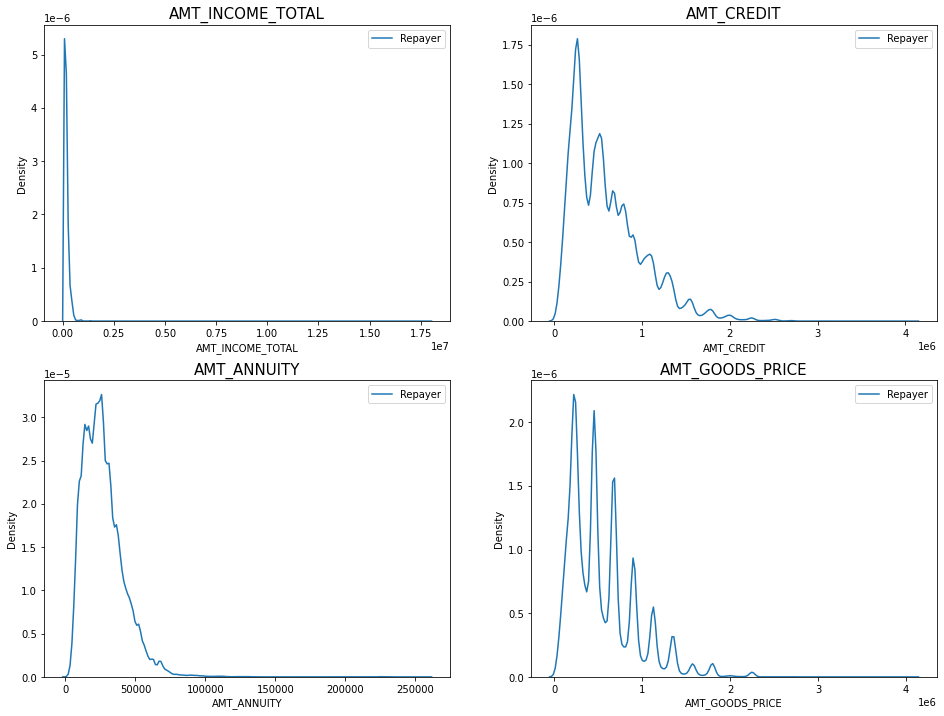 AMT_INCOME_TOTAL
1e−6
Repayer
5
4
3
2
1
0
Density
0.00 0.25 0.50 0.75 1.00 1.25 1.50 1.75
1e7
AMT_INCOME_TOTAL
AMT_CREDIT
1e−6
Repayer
1.75
1.50
1.25
1.00
0.75
0.50
0.25
0.00
Density
0 1 2 3 4
1e6
AMT_CREDIT
AMT_ANNUITY
1e−5
Repayer
3.0
2.5
2.0
1.5
1.0
0.5
0.0
Density
0 50000 100000 150000 200000 250000
AMT_ANNUITY
AMT_GOODS_PRICE
1e−6
Repayer
2.0
1.5
1.0
0.5
0.0
Density
0 1 2 3 4
1e6
AMT_GOODS_PRICE